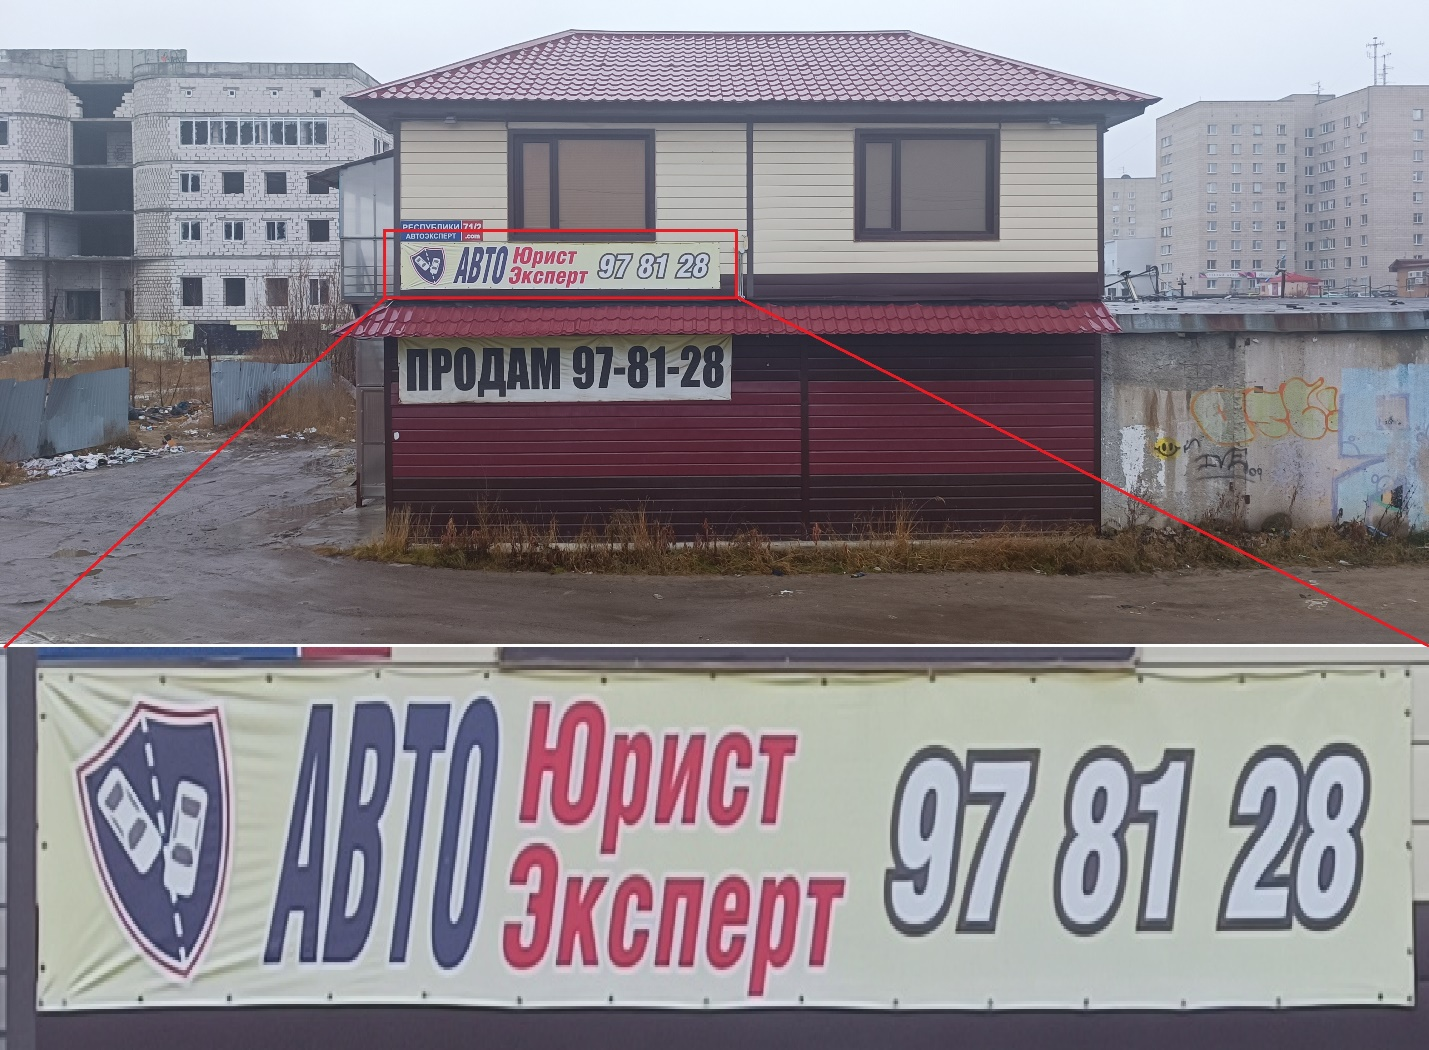 РЕСПУБЛИКИ 71/2
АВТОЭКСПЕРТ .com
АВТО Юрист Эксперт 97 81 28
ПРОДАМ 97-81-28
АВТО Юрист
Эксперт
97 81 28